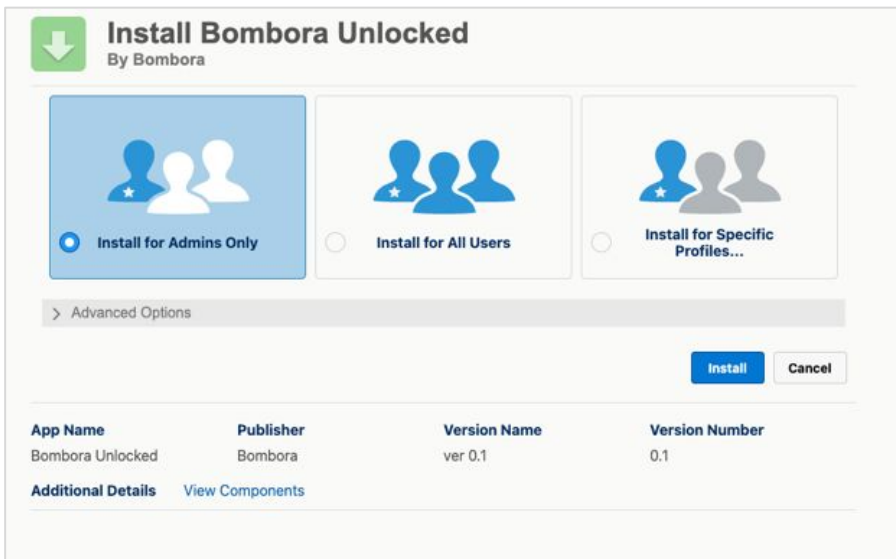 Install Bombora Unlocked
By Bombora
Install for Admins Only
Install for All Users
Install for Specific
Profiles...
Advanced Options
Install
Cancel
App Name
Publisher
Version Name
Version Number
Bombora Unlocked
Bombora
ver 0.1
0.1
Additional Details
View Components